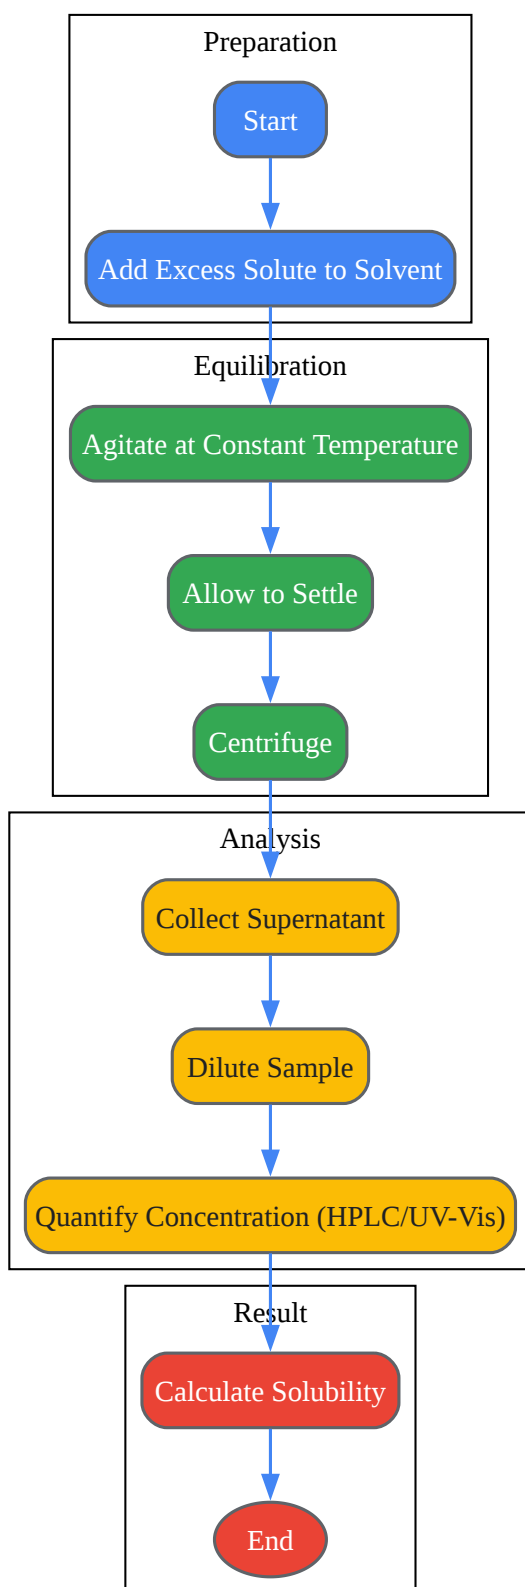 Preparation
Start
Add Excess Solute to Solvent
Equilibration
Agitate at Constant Temperature
Allow to Settle
Centrifuge
Analysis
Collect Supernatant
Dilute Sample
Quantify Concentration (HPLC/UV-Vis)
Result
Calculate Solubility
End